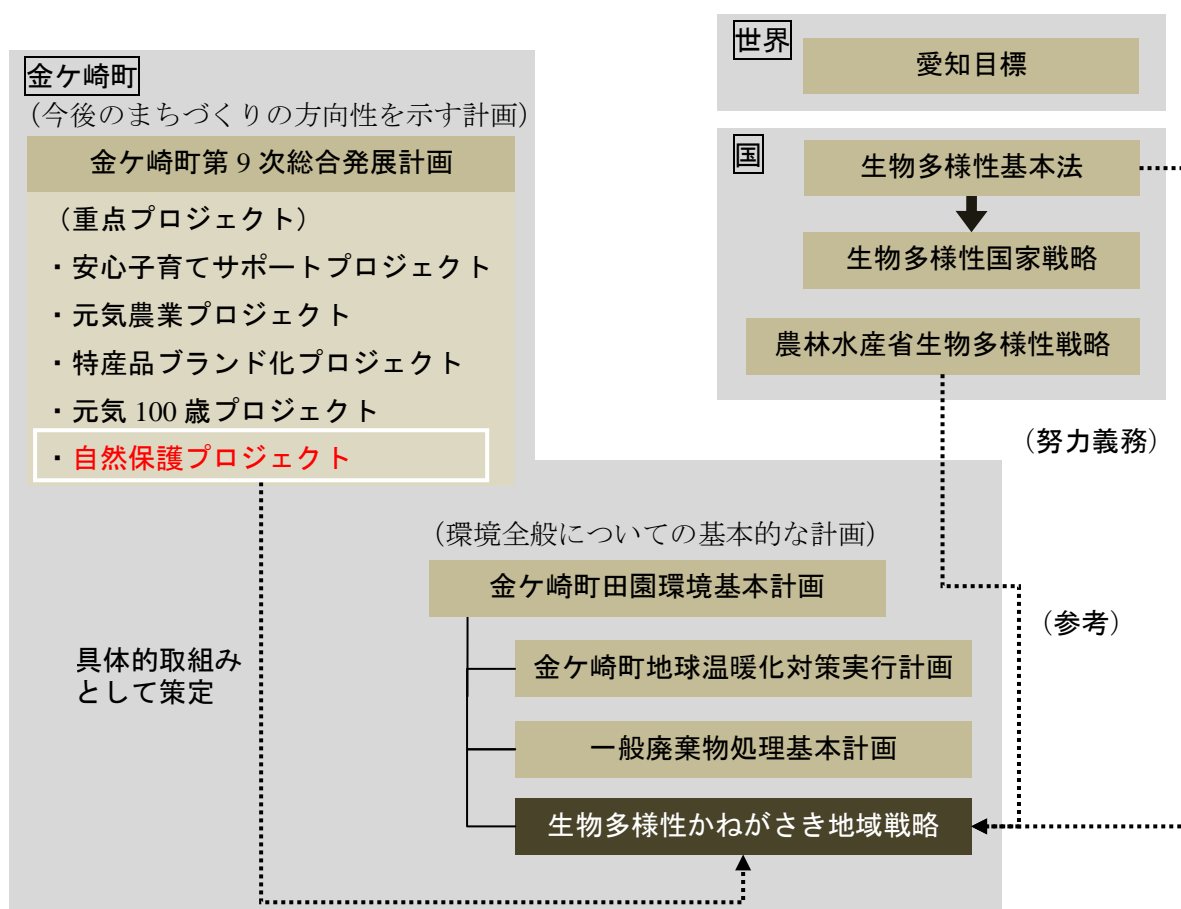 金ケ崎町
(今後のまちづくりの方向性を示す計画)
金ケ崎町第9次総合発展計画
(重点プロジェクト)
・安心子育てサポートプロジェクト
・元気農業プロジェクト
・特産品ブランド化プロジェクト
・元気 100 歳プロジェクト
・自然保護プロジェクト
世界
愛知目標
国
生物多様性基本法
生物多様性国家戦略
農林水産省生物多様性戦略
(努力義務)
(環境全般についての基本的な計画)
金ケ崎町田園環境基本計画
(参考)
具体的取組み
として策定
金ケ崎町地球温暖化対策実行計画
一般廃棄物処理基本計画
生物多様性かねがさき地域戦略